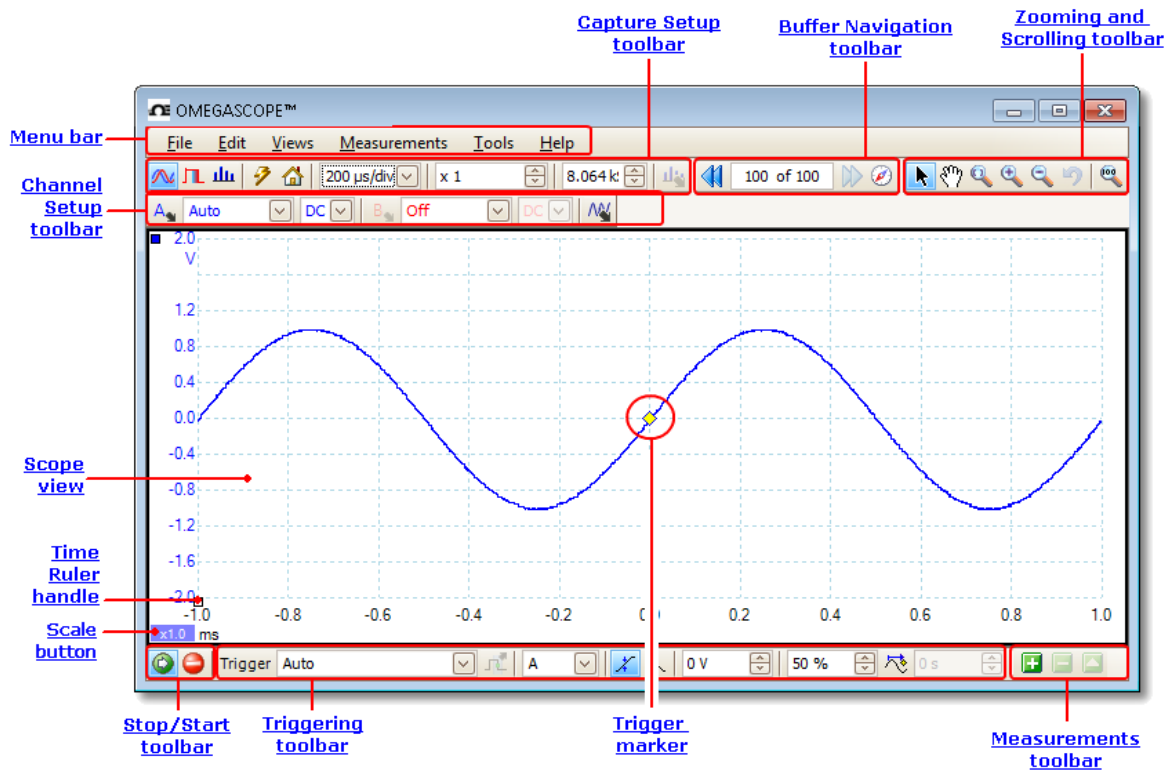 Capture Setup
toolbar
Buffer Navigation
toolbar
Zooming and
Scrolling toolbar
OMEGASCOPE™
Menu bar
File Edit Views Measurements Tools Help
200 µs/div x 1 8.064 k 100 of 100 100
Channel
Setup
toolbar
A Auto DC B Off DC
2.0
V
1.2
0.8
0.4
0.0
-0.4
-0.8
-1.2
-1.6
-2.0
Scope
view
Time
Ruler
handle
-1.0 -0.8 -0.6 -0.4 -0.2 0.2 0.4 0.6 0.8 1.0
Scale
button
x1.0 ms
Trigger Auto A 0 V 50 % 0 s
Stop/Start
toolbar
Triggering
toolbar
Trigger
marker
Measurements
toolbar